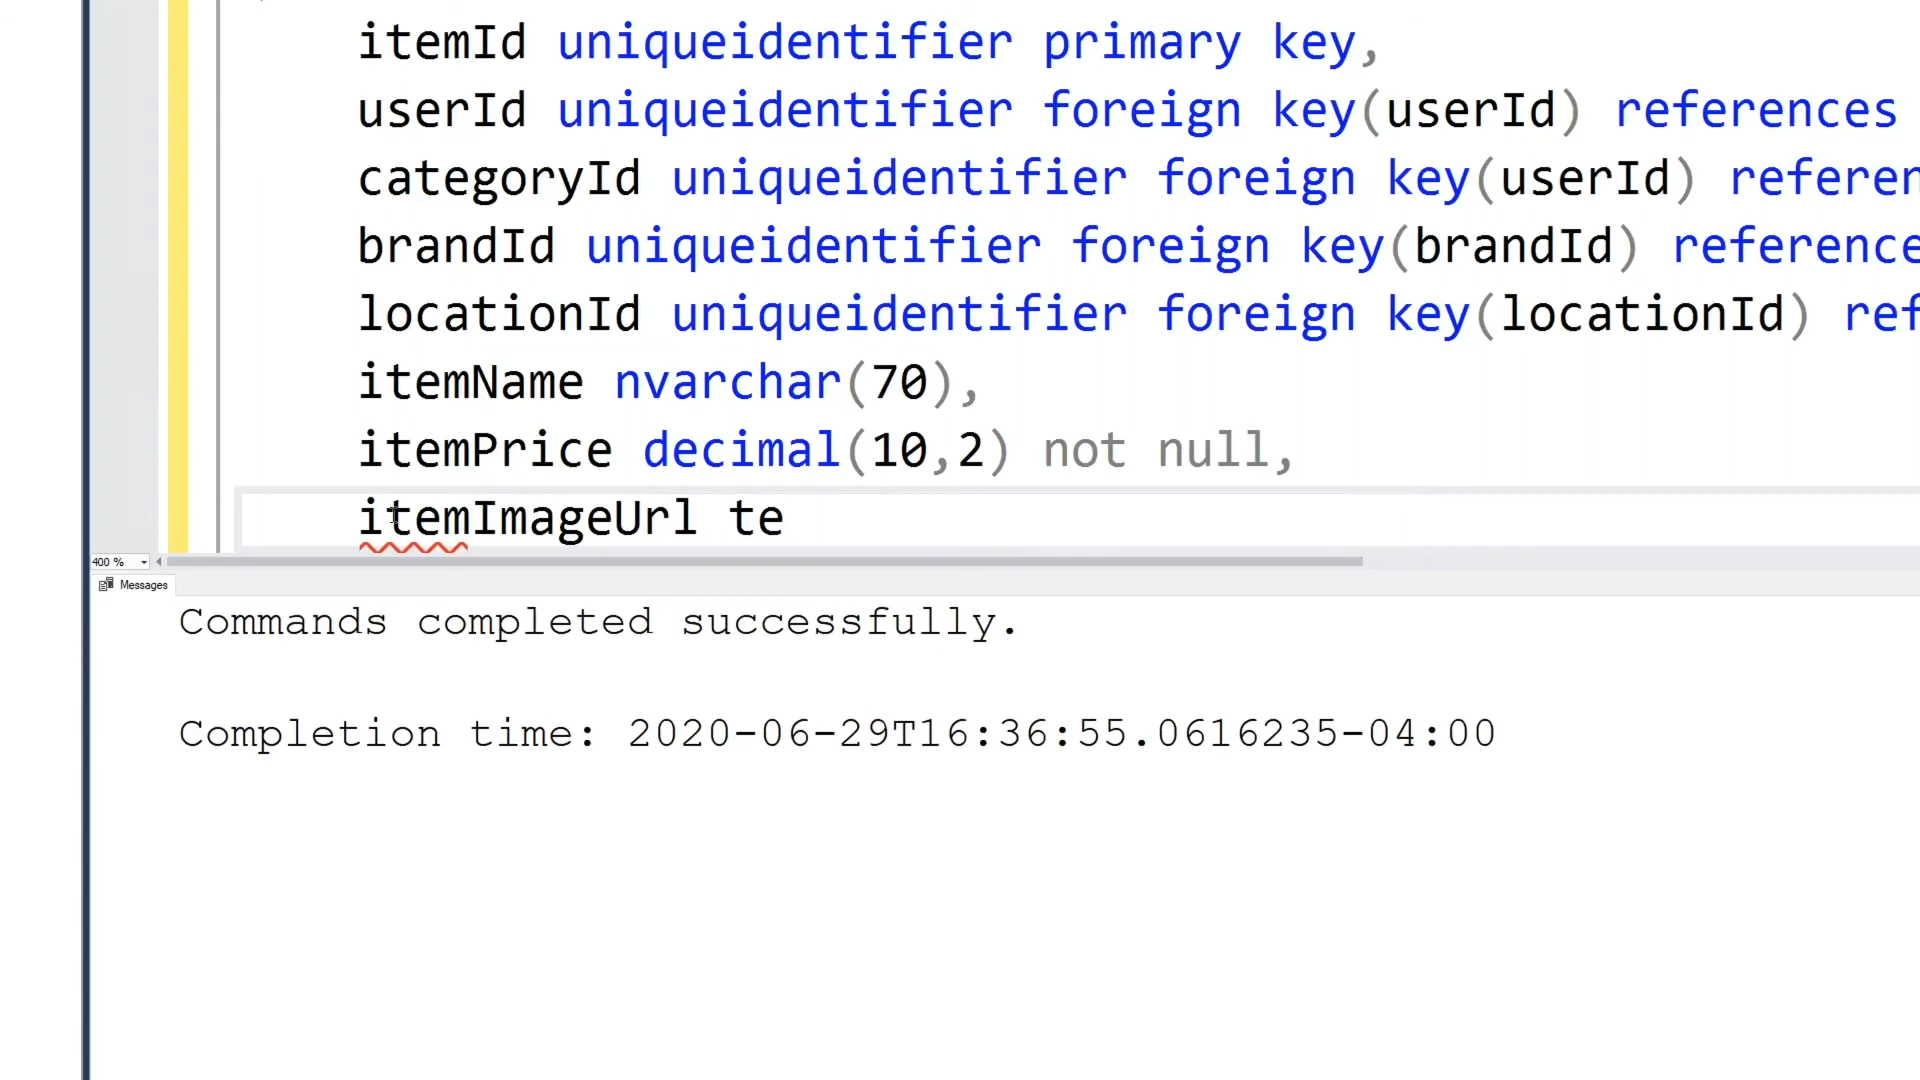 itemId uniqueidentifier primary key,
userId uniqueidentifier foreign key(userId) references
categoryId uniqueidentifier foreign key(userId) referen
brandId uniqueidentifier foreign key(brandId) reference
locationId uniqueidentifier foreign key(locationId) ref
itemName nvarchar(70),
itemPrice decimal(10,2) not null,
itemImageUrl te
400 %
Messages
Commands completed successfully.
Completion time: 2020-06-29T16:36:55.0616235-04:00